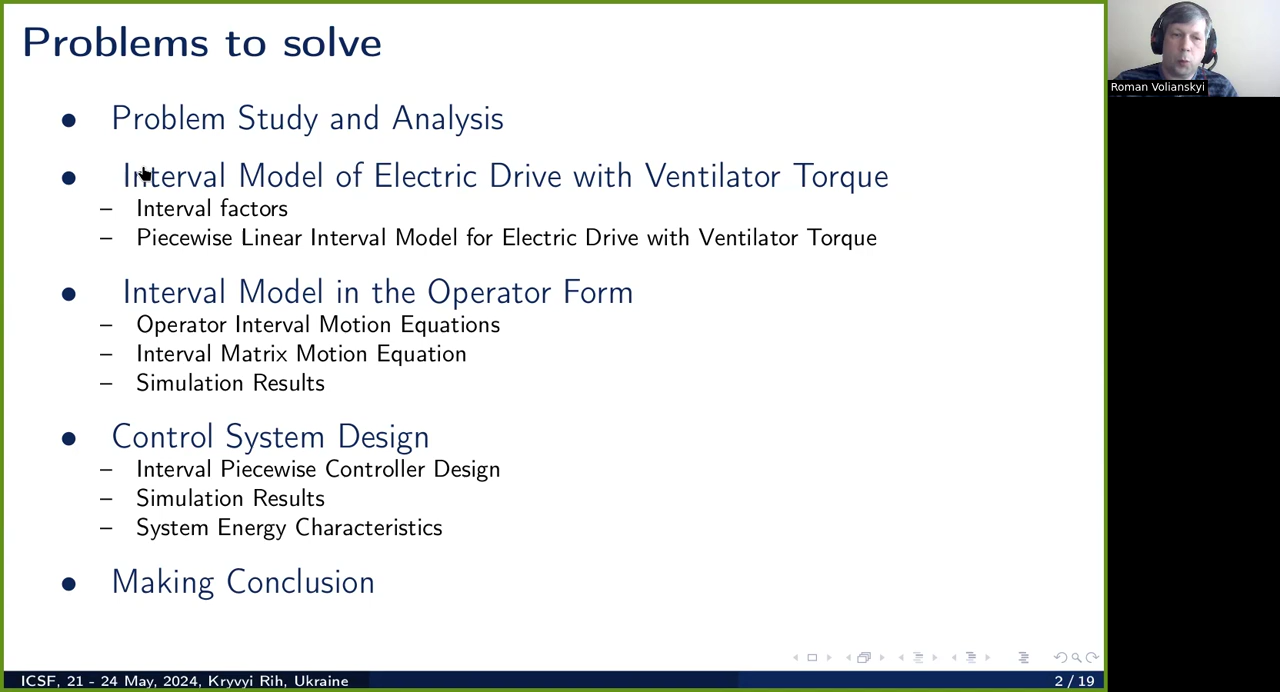 Problems to solve
Problem Study and Analysis
Interval Model of Electric Drive with Ventilator Torque
– Interval factors
– Piecewise Linear Interval Model for Electric Drive with Ventilator Torque
Interval Model in the Operator Form
– Operator Interval Motion Equations
– Interval Matrix Motion Equation
– Simulation Results
Control System Design
– Interval Piecewise Controller Design
– Simulation Results
– System Energy Characteristics
Making Conclusion
ICSF, 21 - 24 May, 2024, Kryvyi Rih, Ukraine
2 / 19
Roman Volianskyi